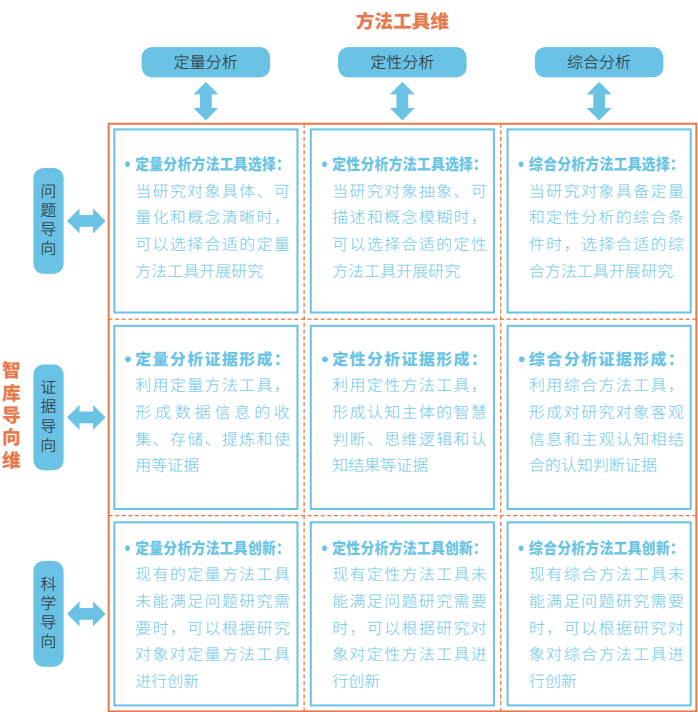 方法工具维
定量分析
定性分析
综合分析
智库导向维
问题导向
• 定量分析方法工具选择：
当研究对象具体、可
量化和概念清晰时，
可以选择合适的定量
方法工具开展研究
• 定性分析方法工具选择：
当研究对象抽象、可
描述和概念模糊时，
可以选择合适的定性
方法工具开展研究
• 综合分析方法工具选择：
当研究对象具备定量
和定性分析的综合条
件时，选择合适的综
合方法工具开展研究
证据导向
• 定量分析证据形成：
利用定量方法工具，
形成数据信息的收
集、存储、提炼和使
用等证据
• 定性分析证据形成：
利用定性方法工具，
形成认知主体的智慧
判断、思维逻辑和认
知结果等证据
• 综合分析证据形成：
利用综合方法工具，
形成对研究对象客观
信息和主观认知相结
合的认知判断证据
科学导向
• 定量分析方法工具创新：
现有的定量方法工具
未能满足问题研究需
要时，可以根据研究
对象对定量方法工具
进行创新
• 定性分析方法工具创新：
现有定性方法工具未
能满足问题研究需要
时，可以根据研究对
象对定性方法工具进
行创新
• 综合分析方法工具创新：
现有综合方法工具未
能满足问题研究需要
时，可以根据研究对
象对综合方法工具进
行创新